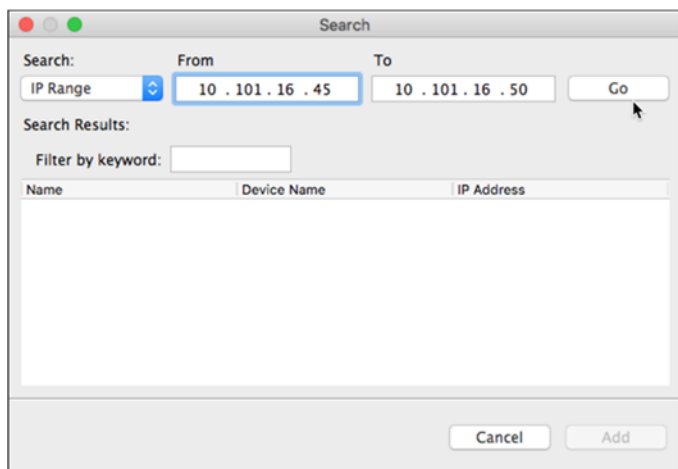 Search
Search: From To
IP Range 10 . 101 . 16 . 45 10 . 101 . 16 . 50 Go
Search Results:
Filter by keyword:
Name Device Name IP Address
Cancel Add